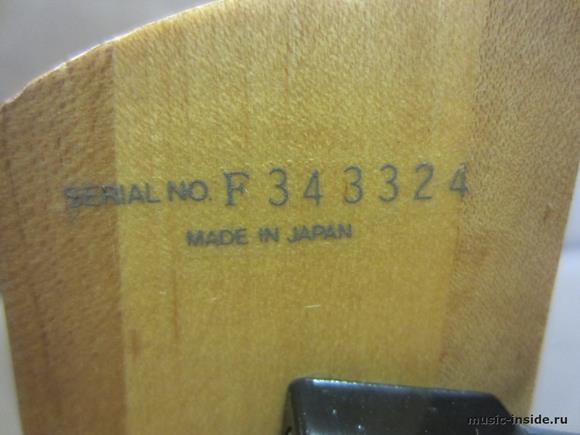 SERIAL NO. F 343324
MADE IN JAPAN
music-inside.ru